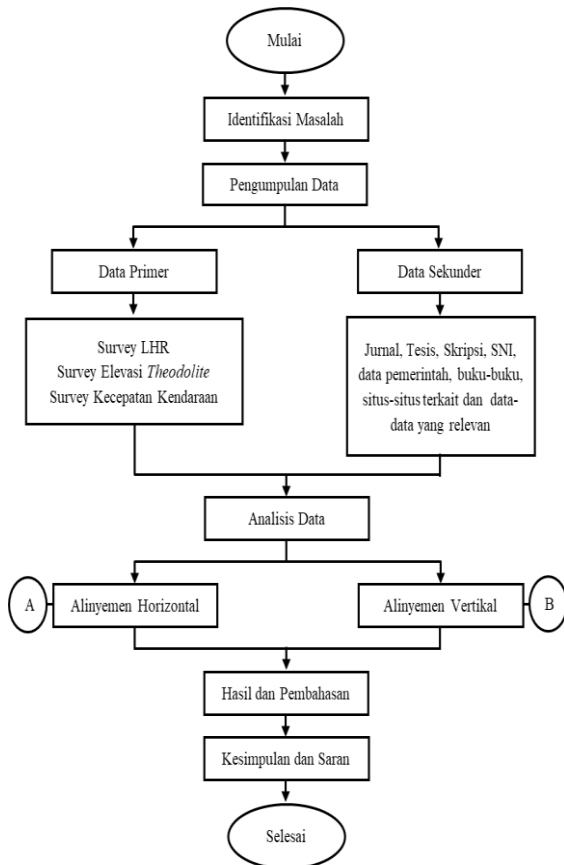 Mulai
Identifikasi Masalah
Pengumpulan Data
Data Primer
Data Sekunder
Survey LHR
Survey Elevasi Theodolite
Survey Kecepatan Kendaraan
Jurnal, Tesis, Skripsi, SNI,
data pemerintah, buku-buku,
situs-situs terkait dan data-
data yang relevan
Analisis Data
A
Alinyemen Horizontal
Alinyemen Vertikal
B
Hasil dan Pembahasan
Kesimpulan dan Saran
Selesai